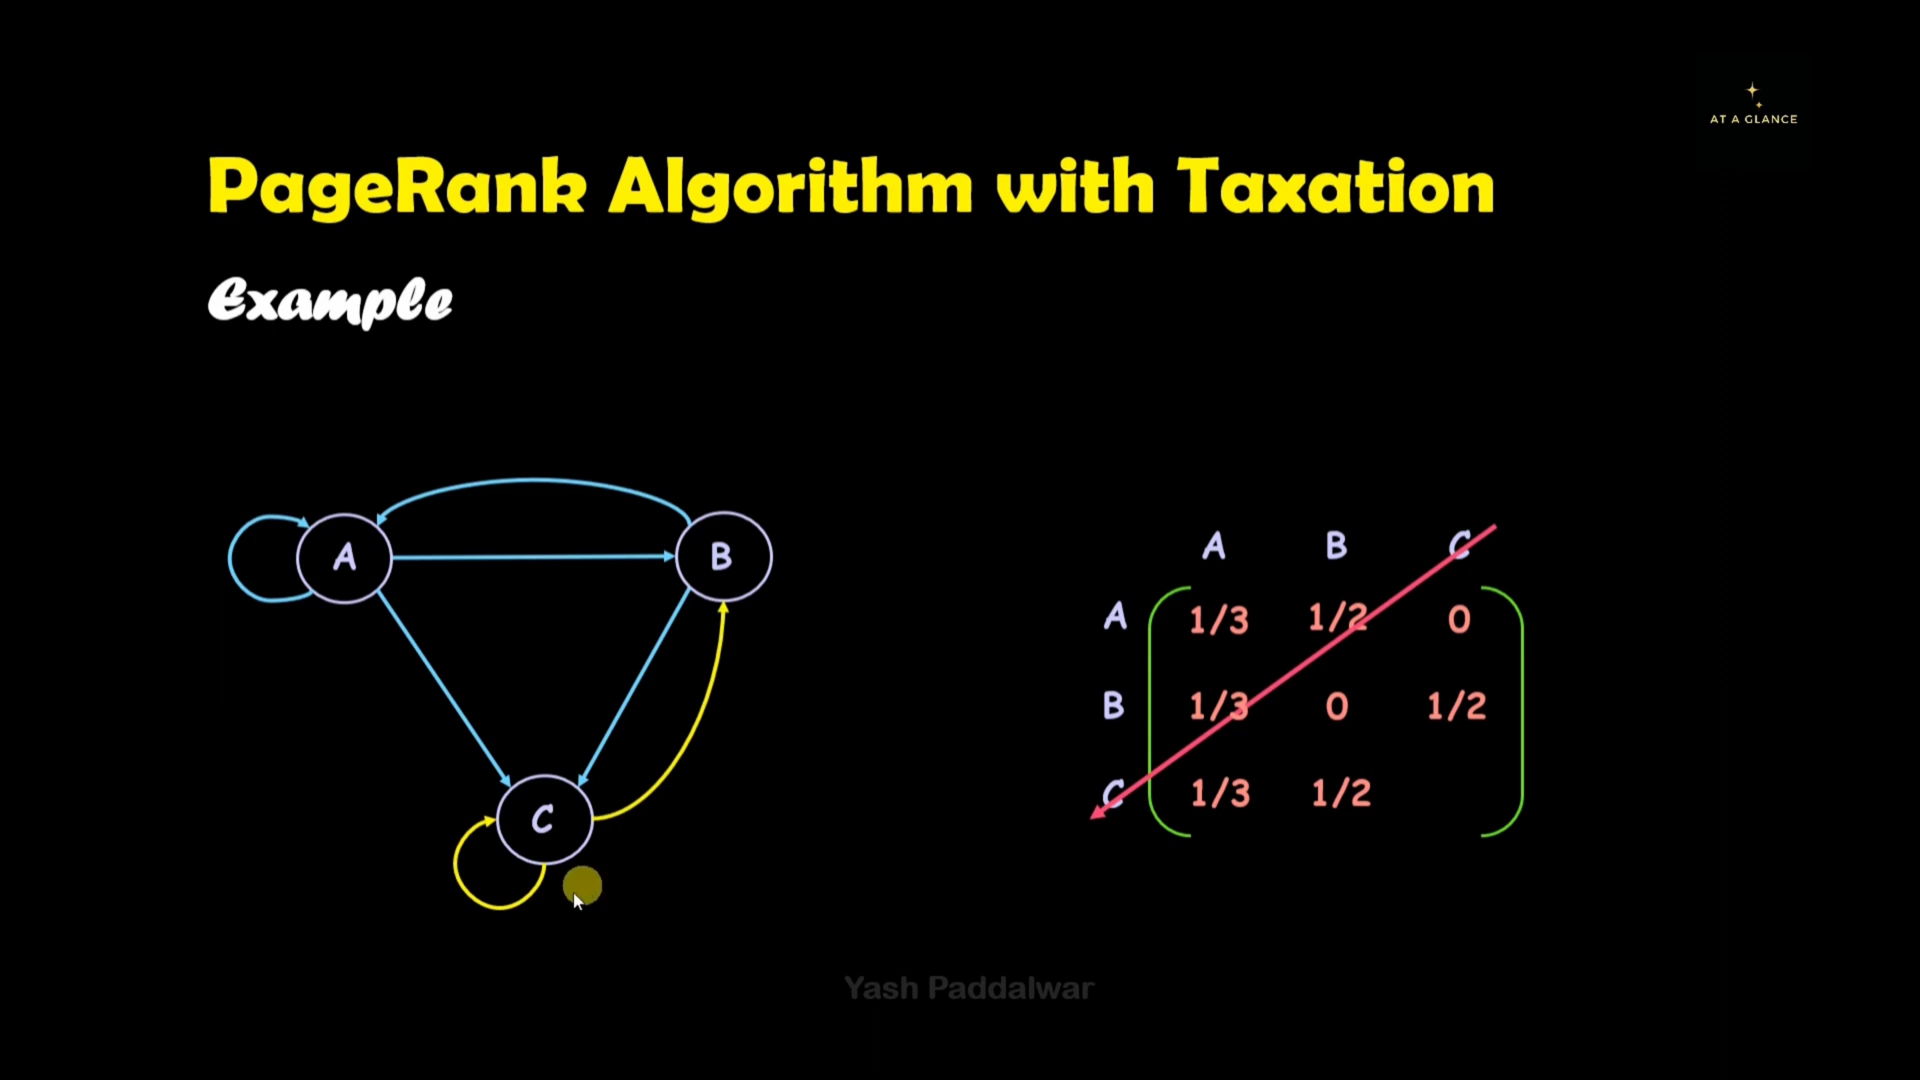 AT A GLANCE
PageRank Algorithm with Taxation
Example
A
B
C
A B C
A 1/3 1/2 0
B 1/3 0 1/2
C 1/3 1/2
Yash Paddalwar